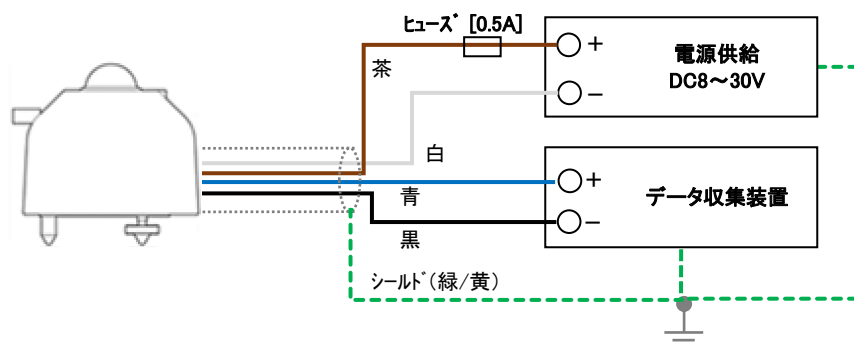 ﾋｭｰｽﾞ [0.5A]
+
電源供給
DC8～30V
茶
－
白
+
データ収集装置
青
－
黒
ｼｰﾙﾄﾞ(緑/黄)